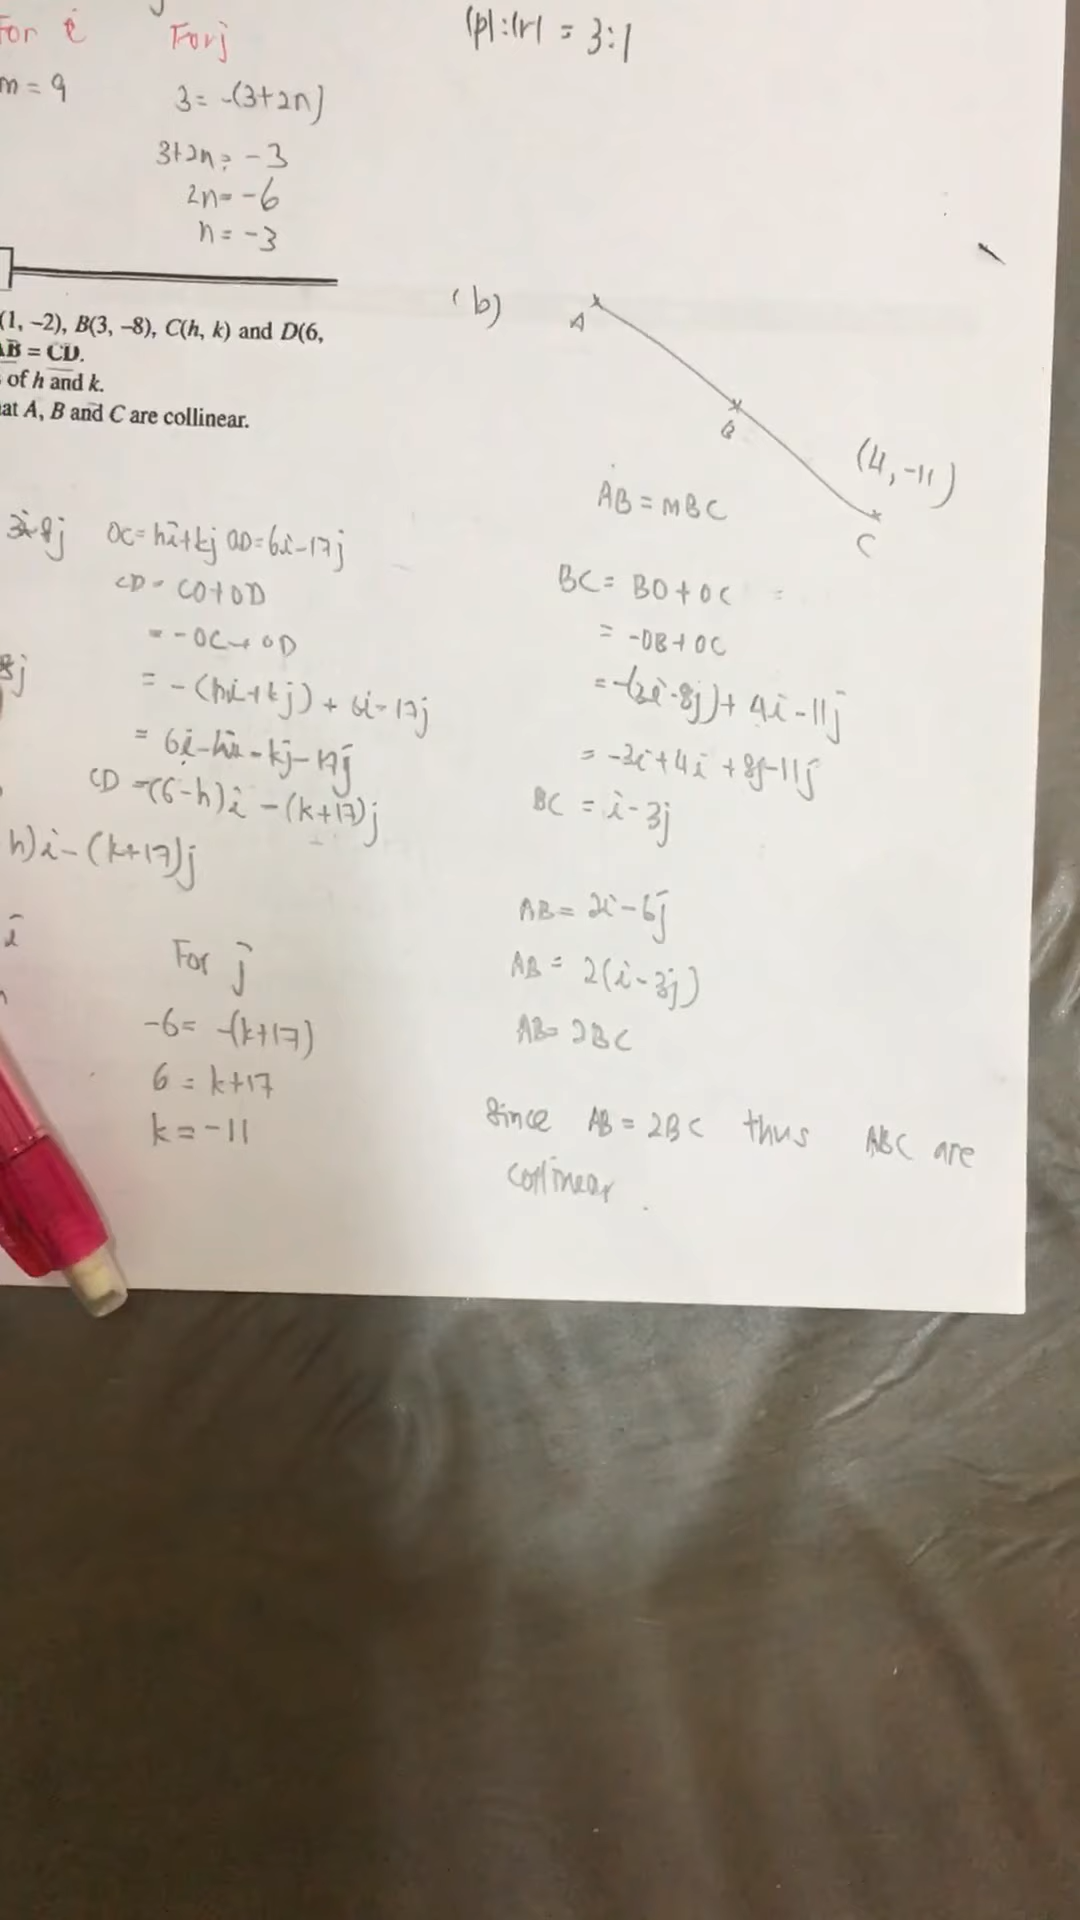 For i
For j
|p|:|r| = 3:1
m = 9
3 = -(3+2n)
3+2n = -3
2n = -6
n = -3
(1, –2), B(3, –8), C(h, k) and D(6,
AB = CD.
of h and k.
at A, B and C are collinear.
3i-8j
OC = hi+kj OD = 6i-17j
CD = CO+OD
= -OC+OD
8j
= -(hi+kj) + 6i-17j
= 6i-hi-kj-17j
CD = (6-h)i - (k+17)j
h)i - (k+17)j
i
For j
-6 = -(k+17)
6 = k+17
k = -11
(b)
A
B
(4, -11)
C
AB = mBC
BC = BO + OC
= -OB + OC
= -(3i-8j) + 4i-11j
= -3i+4i +8j-11j
BC = i-3j
AB = 2i-6j
AB = 2(i-3j)
AB = 2BC
Since AB = 2BC thus ABC are
collinear.